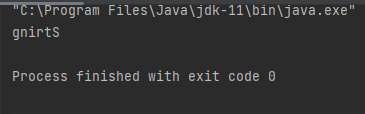 "C:\Program Files\Java\jdk-11\bin\java.exe"
gnirtS
Process finished with exit code 0